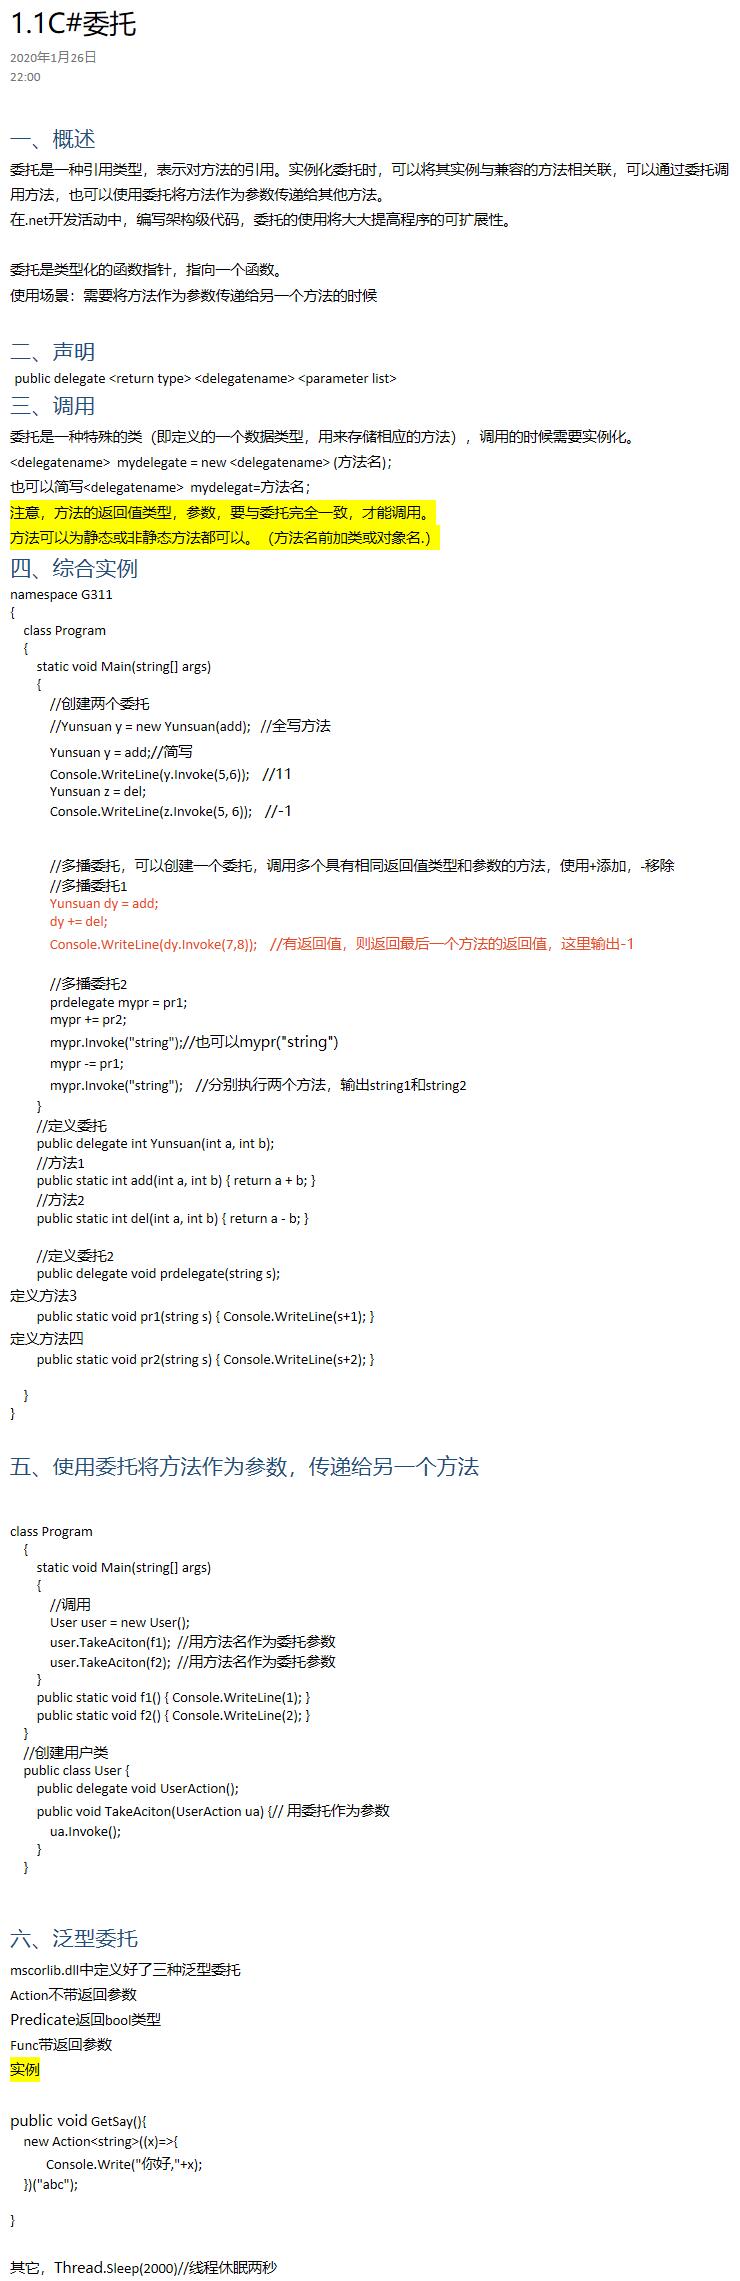 1.1C#委托
2020年1月26日
22:00
一、概述
委托是一种引用类型，表示对方法的引用。实例化委托时，可以将其实例与兼容的方法相关联，可以通过委托调
用方法，也可以使用委托将方法作为参数传递给其他方法。
在.net开发活动中，编写架构级代码，委托的使用将大大提高程序的可扩展性。
委托是类型化的函数指针，指向一个函数。
使用场景：需要将方法作为参数传递给另一个方法的时候
二、声明
public delegate <return type> <delegatename> <parameter list>
三、调用
委托是一种特殊的类（即定义的一个数据类型，用来存储相应的方法），调用的时候需要实例化。
<delegatename>  mydelegate = new <delegatename> (方法名);
也可以简写<delegatename>  mydelegat=方法名；
注意，方法的返回值类型，参数，要与委托完全一致，才能调用。
方法可以为静态或非静态方法都可以。（方法名前加类或对象名.）
四、综合实例
namespace G311
{
    class Program
    {
        static void Main(string[] args)
        {
            //创建两个委托
            //Yunsuan y = new Yunsuan(add);   //全写方法
            Yunsuan y = add;//简写
            Console.WriteLine(y.Invoke(5,6));    //11
            Yunsuan z = del;
            Console.WriteLine(z.Invoke(5, 6));    //-1
            //多播委托，可以创建一个委托，调用多个具有相同返回值类型和参数的方法，使用+添加，-移除
            //多播委托1
            Yunsuan dy = add;
            dy += del;
            Console.WriteLine(dy.Invoke(7,8));    //有返回值，则返回最后一个方法的返回值，这里输出-1
            //多播委托2
            prdelegate mypr = pr1;
            mypr += pr2;
            mypr.Invoke("string");//也可以mypr("string")
            mypr -= pr1;
            mypr.Invoke("string");    //分别执行两个方法，输出string1和string2
        }
        //定义委托
        public delegate int Yunsuan(int a, int b);
        //方法1
        public static int add(int a, int b) { return a + b; }
        //方法2
        public static int del(int a, int b) { return a - b; }
        //定义委托2
        public delegate void prdelegate(string s);
定义方法3
        public static void pr1(string s) { Console.WriteLine(s+1); }
定义方法四
        public static void pr2(string s) { Console.WriteLine(s+2); }
    }
}
五、使用委托将方法作为参数，传递给另一个方法
class Program
    {
        static void Main(string[] args)
        {
            //调用
            User user = new User();
            user.TakeAciton(f1);  //用方法名作为委托参数
            user.TakeAciton(f2);  //用方法名作为委托参数
        }
        public static void f1() { Console.WriteLine(1); }
        public static void f2() { Console.WriteLine(2); }
    }
    //创建用户类
    public class User {
        public delegate void UserAction();
        public void TakeAciton(UserAction ua) {// 用委托作为参数
            ua.Invoke();
        }
    }
六、泛型委托
mscorlib.dll中定义好了三种泛型委托
Action不带返回参数
Predicate返回bool类型
Func带返回参数
实例
public void GetSay(){
    new Action<string>((x)=>{
           Console.Write("你好,"+x);
    })("abc");
}
其它，Thread.Sleep(2000)//线程休眠两秒